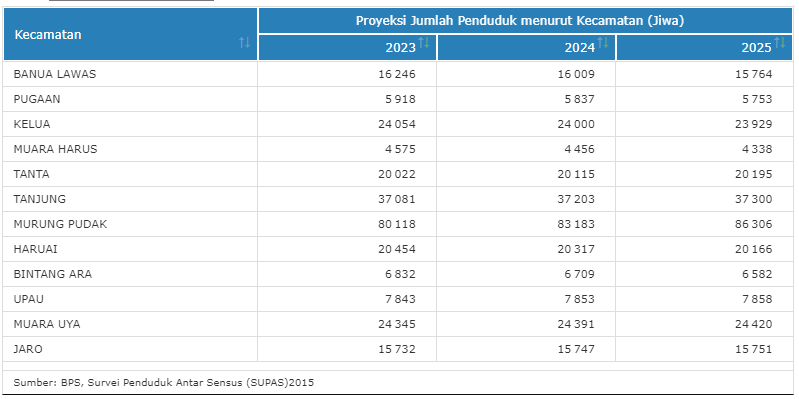 Kecamatan
Proyeksi Jumlah Penduduk menurut Kecamatan (Jiwa)
2023 2024 2025
BANUA LAWAS 16 246 16 009 15 764
PUGAAN 5 918 5 837 5 753
KELUA 24 054 24 000 23 929
MUARA HARUS 4 575 4 456 4 338
TANTA 20 022 20 115 20 195
TANJUNG 37 081 37 203 37 300
MURUNG PUDAK 80 118 83 183 86 306
HARUAI 20 454 20 317 20 166
BINTANG ARA 6 832 6 709 6 582
UPAU 7 843 7 853 7 858
MUARA UYA 24 345 24 391 24 420
JARO 15 732 15 747 15 751
Sumber: BPS, Survei Penduduk Antar Sensus (SUPAS)2015